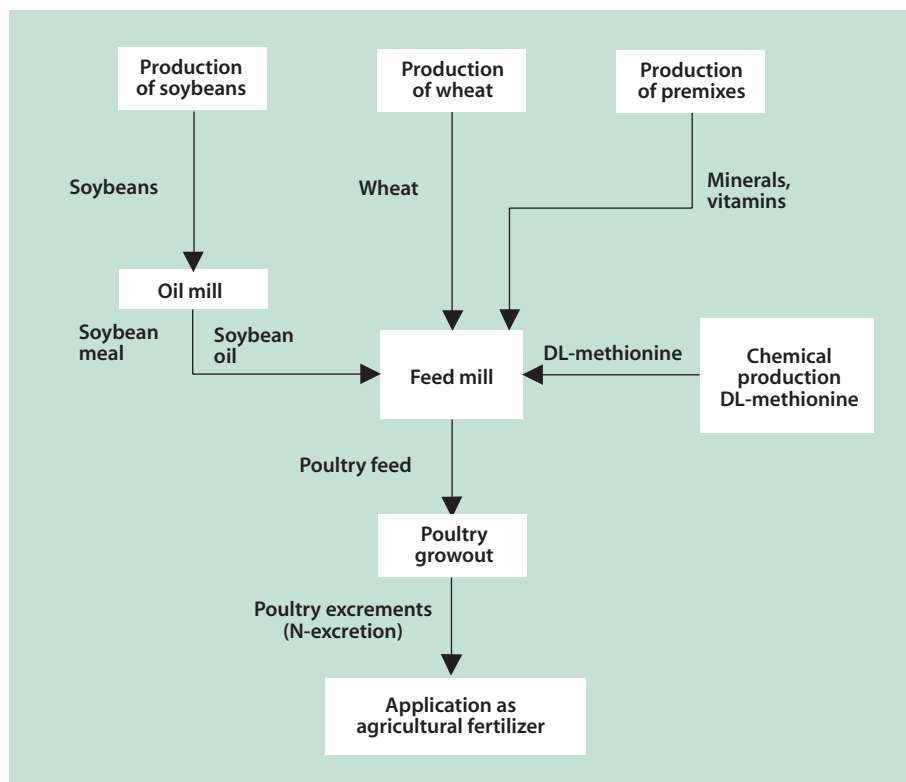 Production
of soybeans
Production
of wheat
Production
of premixes
Soybeans
Wheat
Minerals,
vitamins
Oil mill
Soybean
meal
Soybean
oil
Feed mill
DL-methionine
Chemical
production
DL-methionine
Poultry feed
Poultry
growout
Poultry excrements
(N-excretion)
Application as
agricultural fertilizer